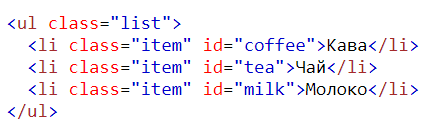 <ul class="list">
  <li class="item" id="coffee">Кава</li>
  <li class="item" id="tea">Чай</li>
  <li class="item" id="milk">Молоко</li>
</ul>